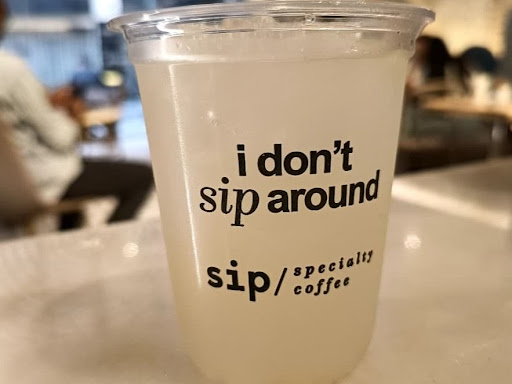 i don't
sip around
sip/specialty
coffee